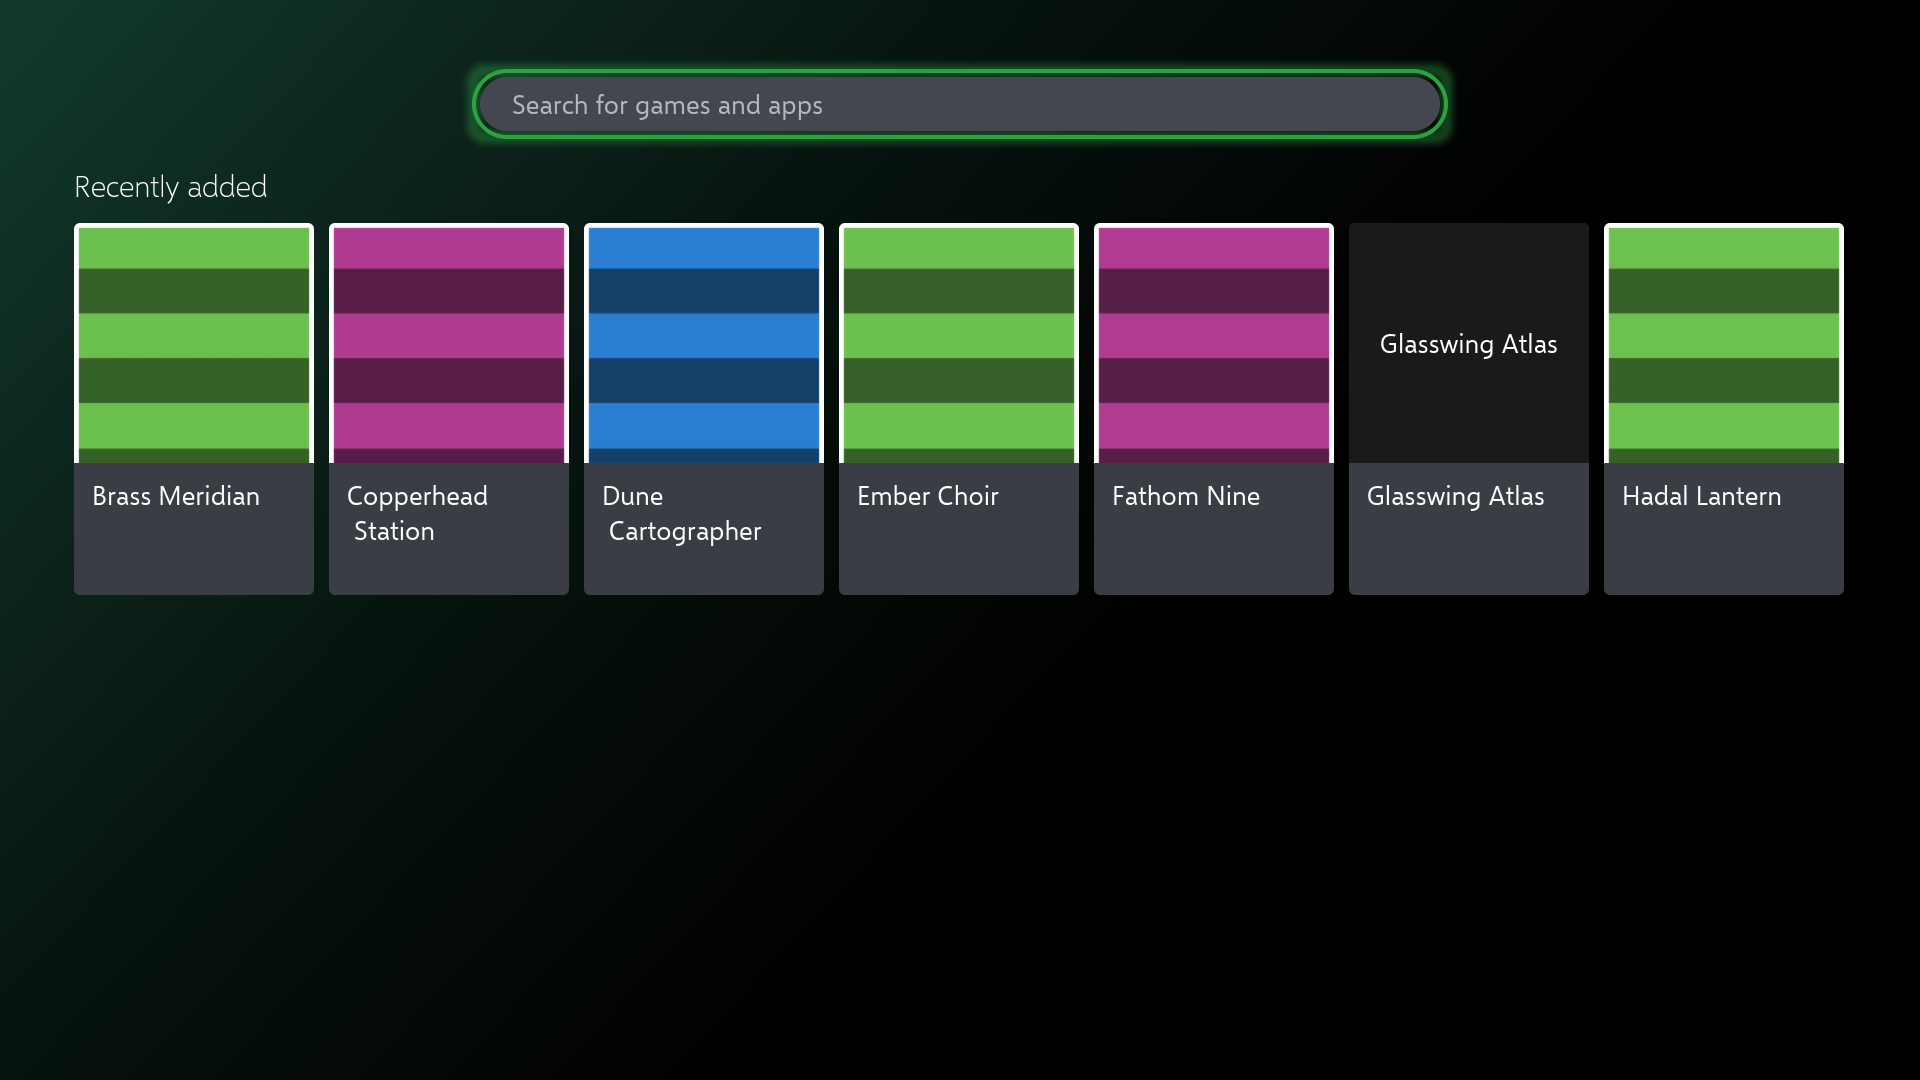 Search for games and apps
Recently added
Glasswing Atlas
Brass Meridian
Copperhead
Station
Dune
Cartographer
Ember Choir
Fathom Nine
Glasswing Atlas
Hadal Lantern